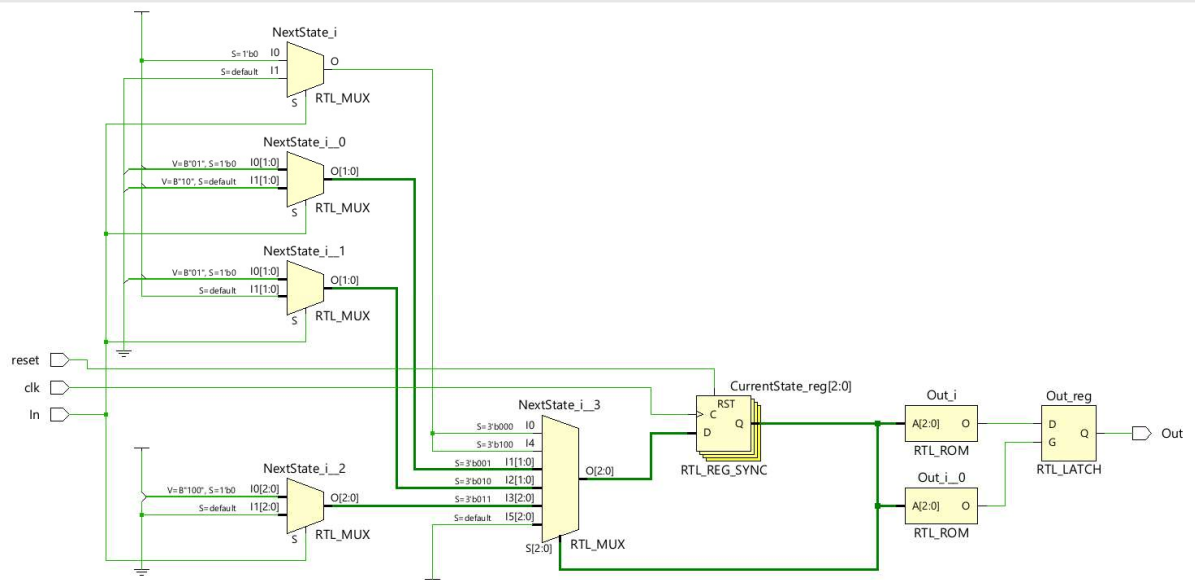 NextState_i
S=1'b0 I0
S=default I1
O
S
RTL_MUX
NextState_i__0
V=B"01", S=1'b0 I0[1:0]
V=B"10", S=default I1[1:0]
O[1:0]
S
RTL_MUX
NextState_i__1
V=B"01", S=1'b0 I0[1:0]
S=default I1[1:0]
O[1:0]
S
RTL_MUX
reset
clk
In
NextState_i__2
V=B"100", S=1'b0 I0[2:0]
S=default I1[2:0]
O[2:0]
S
RTL_MUX
NextState_i__3
S=3'b000 I0
S=3'b100 I4
S=3'b001 I1[1:0]
S=3'b010 I2[1:0]
S=3'b011 I3[2:0]
S=default I5[2:0]
O[2:0]
S[2:0]
RTL_MUX
CurrentState_reg[2:0]
RST
C
D
Q
RTL_REG_SYNC
Out_i
A[2:0] O
RTL_ROM
Out_i__0
A[2:0] O
RTL_ROM
Out_reg
D
G
Q
RTL_LATCH
Out